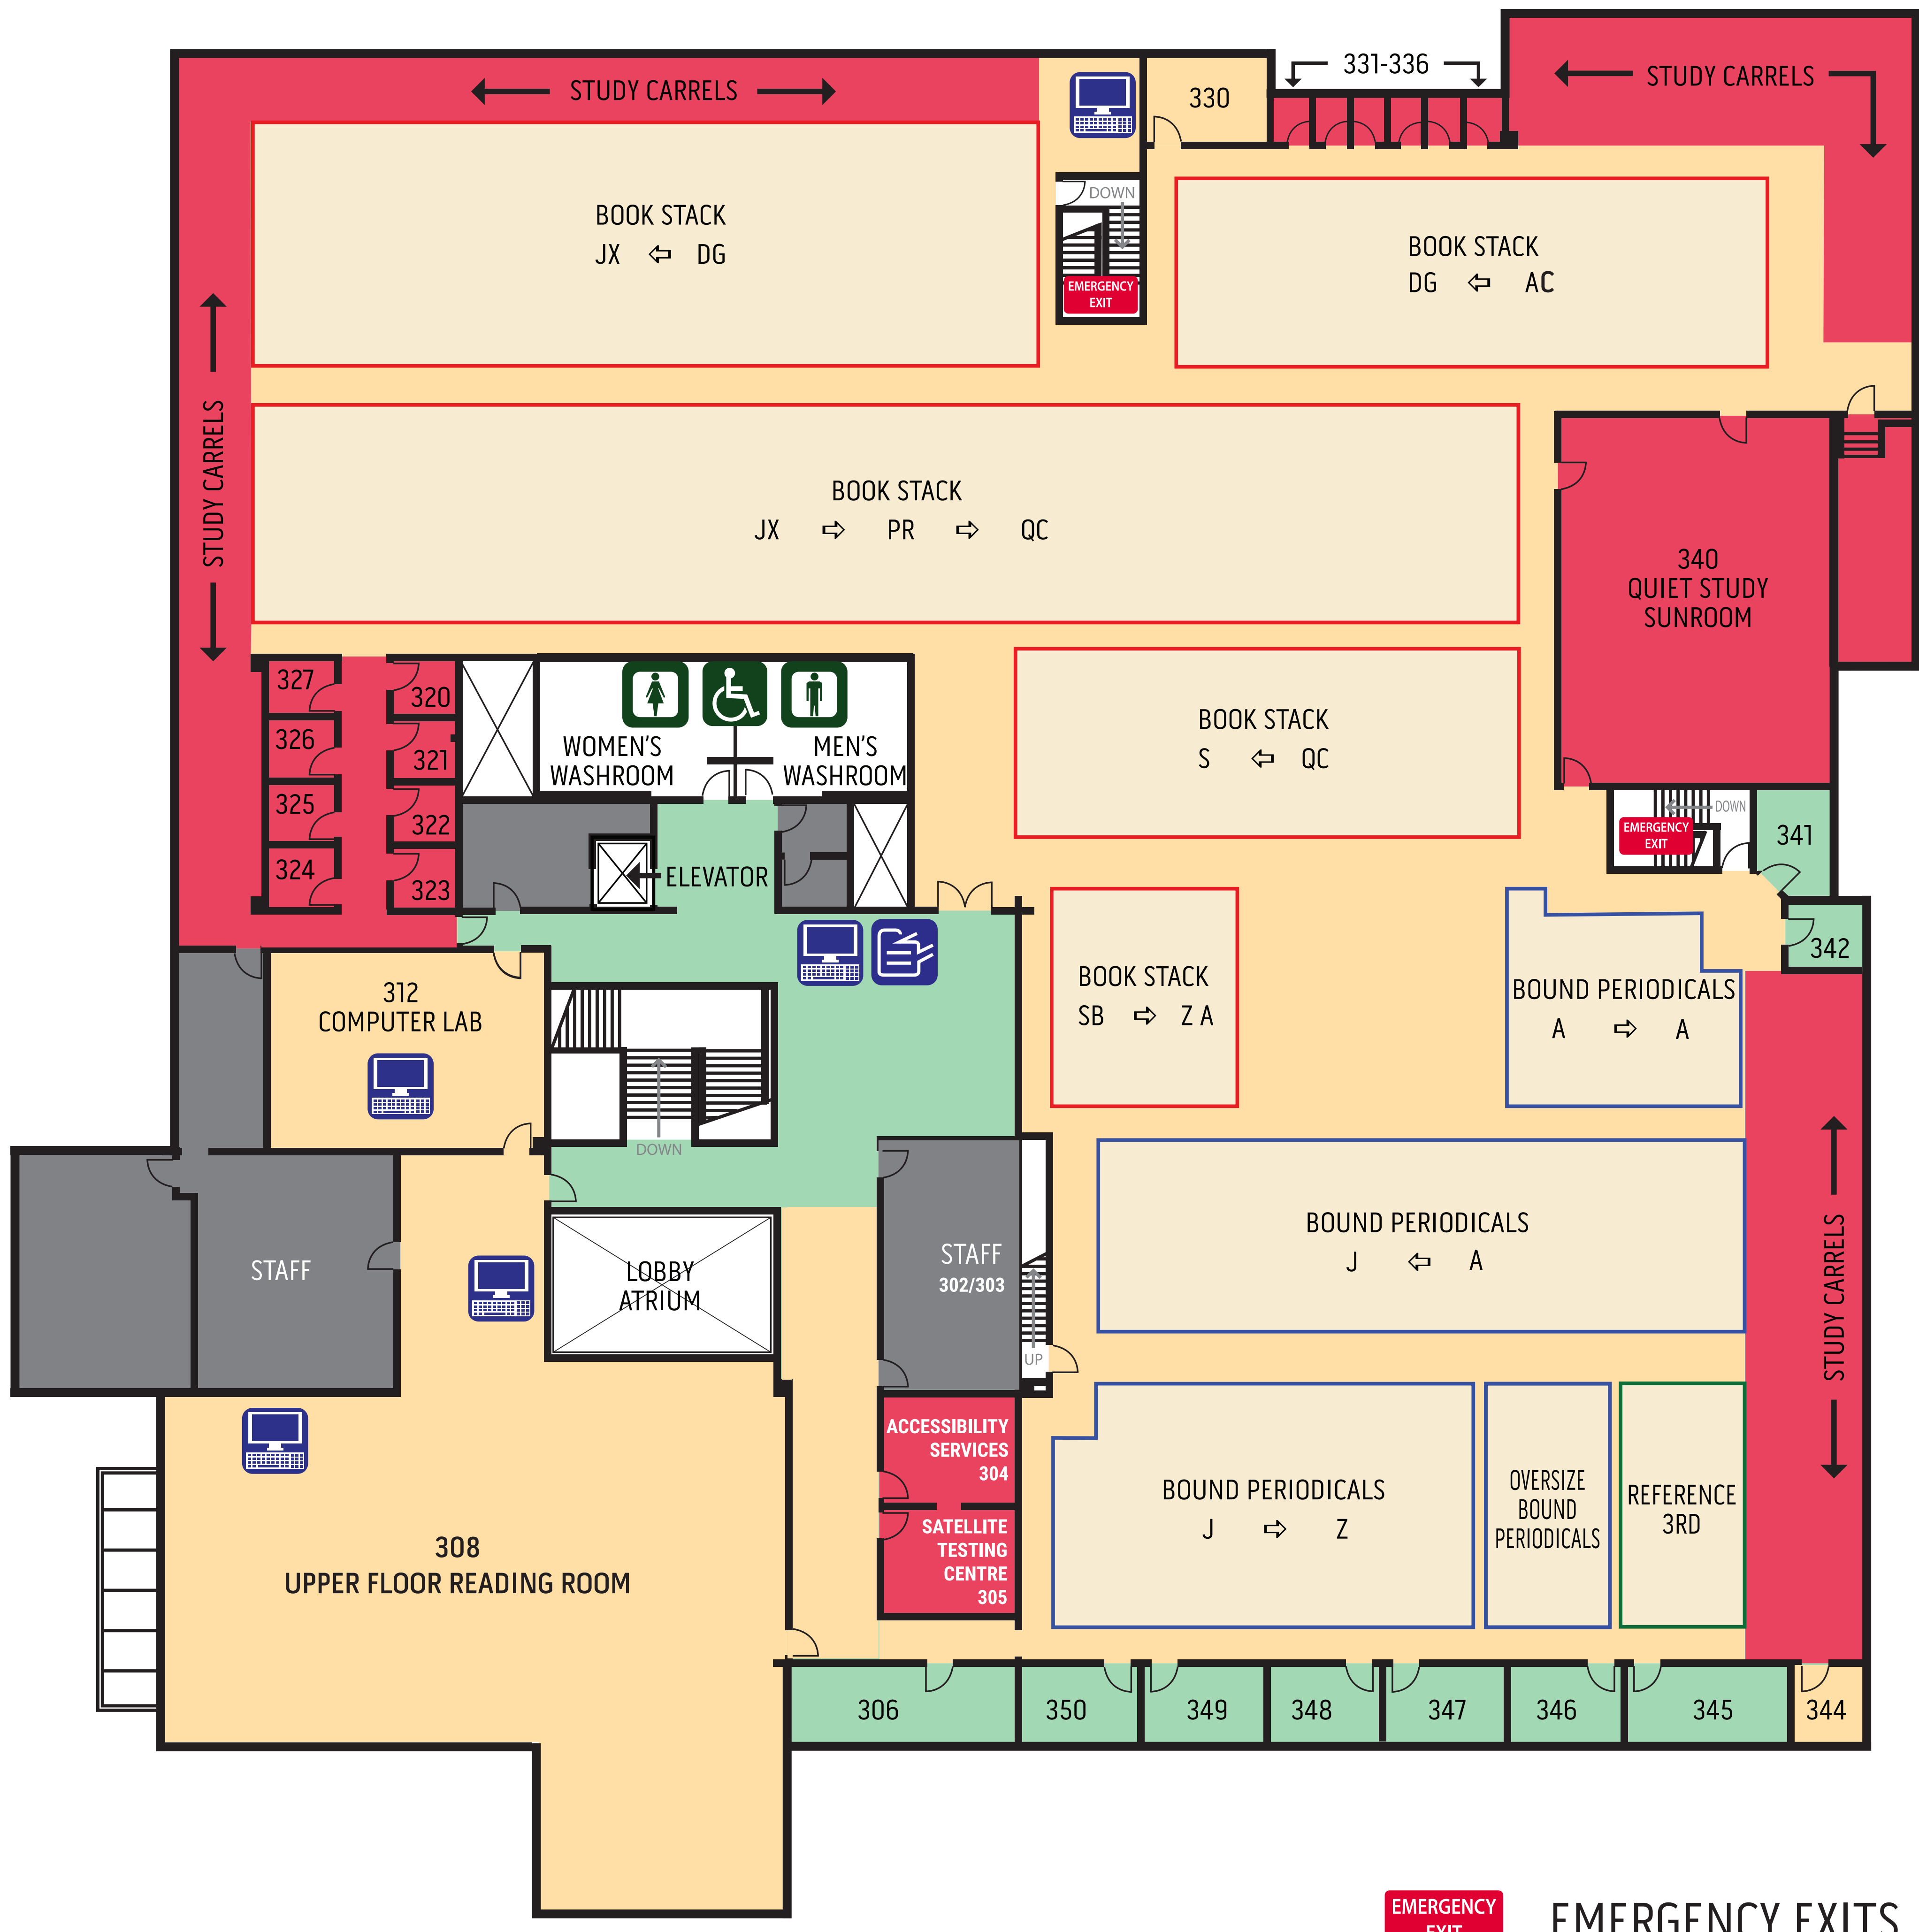 331-336
STUDY CARRELS
STUDY CARRELS
330
DOWN
EMERGENCY
EXIT
BOOK STACK
JX ⇦ DG
BOOK STACK
DG ⇦ AC
STUDY CARRELS
BOOK STACK
JX ⇨ PR ⇨ QC
340
QUIET STUDY
SUNROOM
327
326
325
324
320
321
322
323
WOMEN'S
WASHROOM
MEN'S
WASHROOM
ELEVATOR
BOOK STACK
S ⇦ QC
DOWN
EMERGENCY
EXIT
341
342
312
COMPUTER LAB
BOOK STACK
SB ⇨ Z A
BOUND PERIODICALS
A ⇨ A
DOWN
STAFF
LOBBY
ATRIUM
STAFF
302/303
UP
BOUND PERIODICALS
J ⇦ A
STUDY CARRELS
ACCESSIBILITY
SERVICES
304
SATELLITE
TESTING
CENTRE
305
BOUND PERIODICALS
J ⇨ Z
OVERSIZE
BOUND
PERIODICALS
REFERENCE
3RD
308
UPPER FLOOR READING ROOM
306
350
349
348
347
346
345
344
EMERGENCY
EXIT
EMERGENCY EXITS